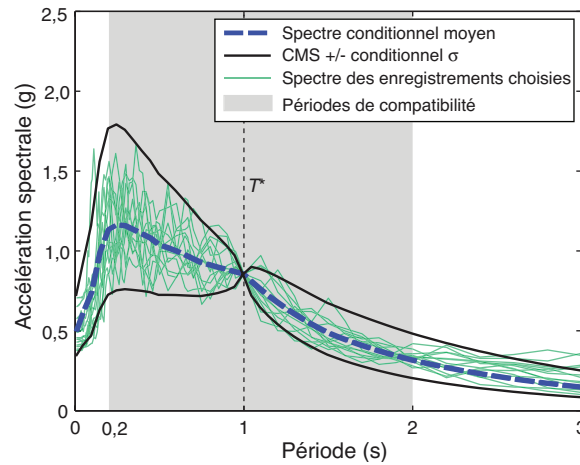 2,5
2,0
1,5
1,0
0,5
0
Accélération spectrale (g)
Spectre conditionnel moyen
CMS +/- conditionnel σ
Spectre des enregistrements choisies
Périodes de compatibilité
T*
0
0,2
1
2
3
Période (s)